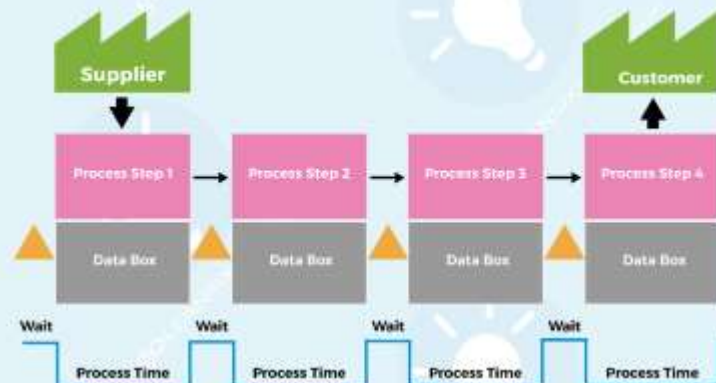 Supplier
Customer
Process Step 1
Process Step 2
Process Step 3
Process Step 4
Data Box
Data Box
Data Box
Data Box
Wait
Wait
Wait
Wait
Process Time
Process Time
Process Time
Process Time